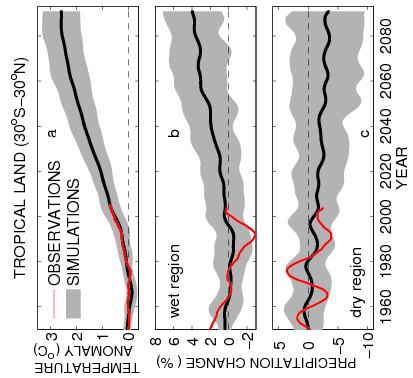 TROPICAL LAND (30°S–30°N)
TEMPERATURE
ANOMALY (°C)
3
2
1
0
a
OBSERVATIONS
SIMULATIONS
PRECIPITATION CHANGE (%)
8
6
4
2
0
−2
b
wet region
5
0
−5
−10
c
dry region
1960
1980
2000
2020
2040
2060
2080
YEAR